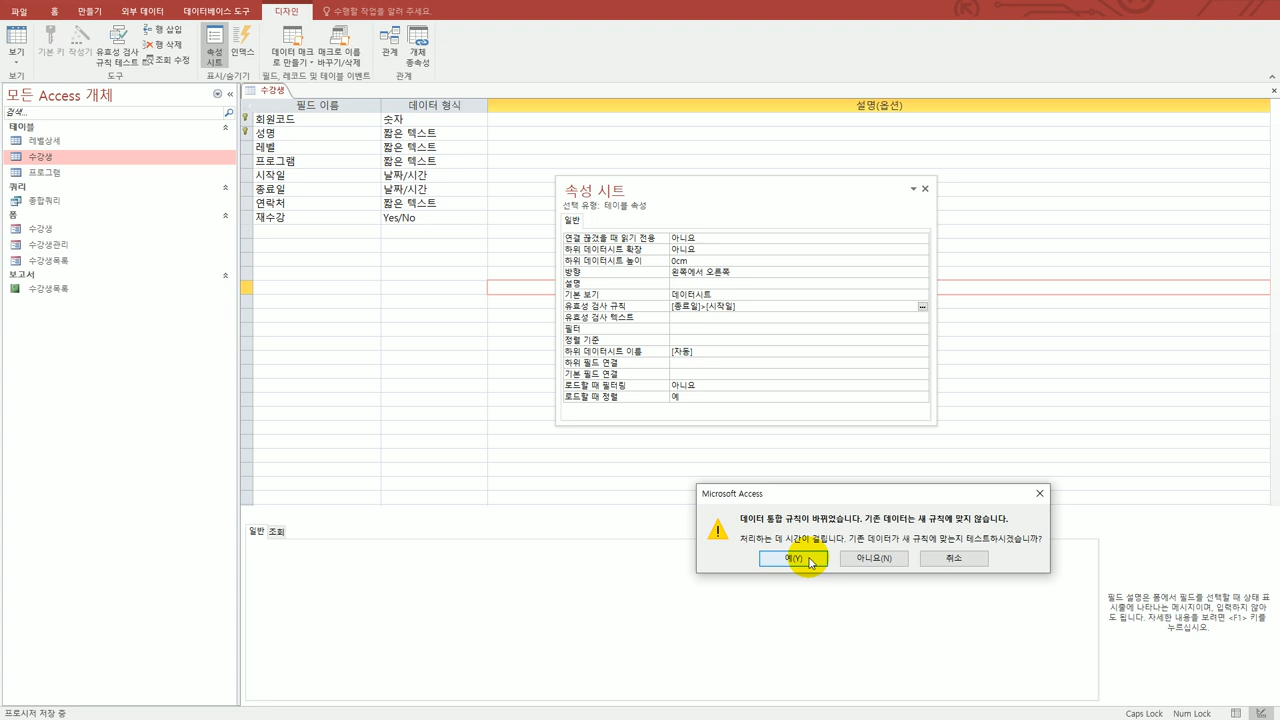 파일 홈 만들기 외부 데이터 데이터베이스 도구 디자인 수행할 작업을 알려 주세요.
보기
기본 키
작성기
유효성 검사
규칙 테스트
행 삽입
행 삭제
조회 수정
속성
시트
인덱스
데이터 매크
로 만들기
매크로 이름
바꾸기/삭제
관계
개체
종속성
보기 도구 표시/숨기기 필드, 레코드 및 테이블 이벤트 관계
모든 Access 개체
검색...
테이블
레벨상세
수강생
프로그램
쿼리
종합쿼리
폼
수강생
수강생관리
수강생목록
보고서
수강생목록
수강생
필드 이름 데이터 형식 설명(옵션)
회원코드 숫자
성명 짧은 텍스트
레벨 짧은 텍스트
프로그램 짧은 텍스트
시작일 날짜/시간
종료일 날짜/시간
연락처 짧은 텍스트
재수강 Yes/No
속성 시트
선택 유형: 테이블 속성
일반
연결 끊겼을 때 읽기 전용 아니요
하위 데이터시트 확장 아니요
하위 데이터시트 높이 0cm
방향 왼쪽에서 오른쪽
설명
기본 보기 데이터시트
유효성 검사 규칙 [종료일]>[시작일]
유효성 검사 텍스트
필터
정렬 기준
하위 데이터시트 이름 [자동]
하위 필드 연결
기본 필드 연결
로드할 때 필터링 아니요
로드할 때 정렬 예
Microsoft Access
데이터 통합 규칙이 바뀌었습니다. 기존 데이터는 새 규칙에 맞지 않습니다.
처리하는 데 시간이 걸립니다. 기존 데이터가 새 규칙에 맞는지 테스트하시겠습니까?
예(Y) 아니요(N) 취소
일반 조회
필드 설명은 폼에서 필드를 선택할 때 상태 표
시줄에 나타나는 메시지이며, 입력하지 않아
도 됩니다. 자세한 내용을 보려면 <F1> 키를
누르십시오.
프로시저 저장 중
Caps Lock Num Lock